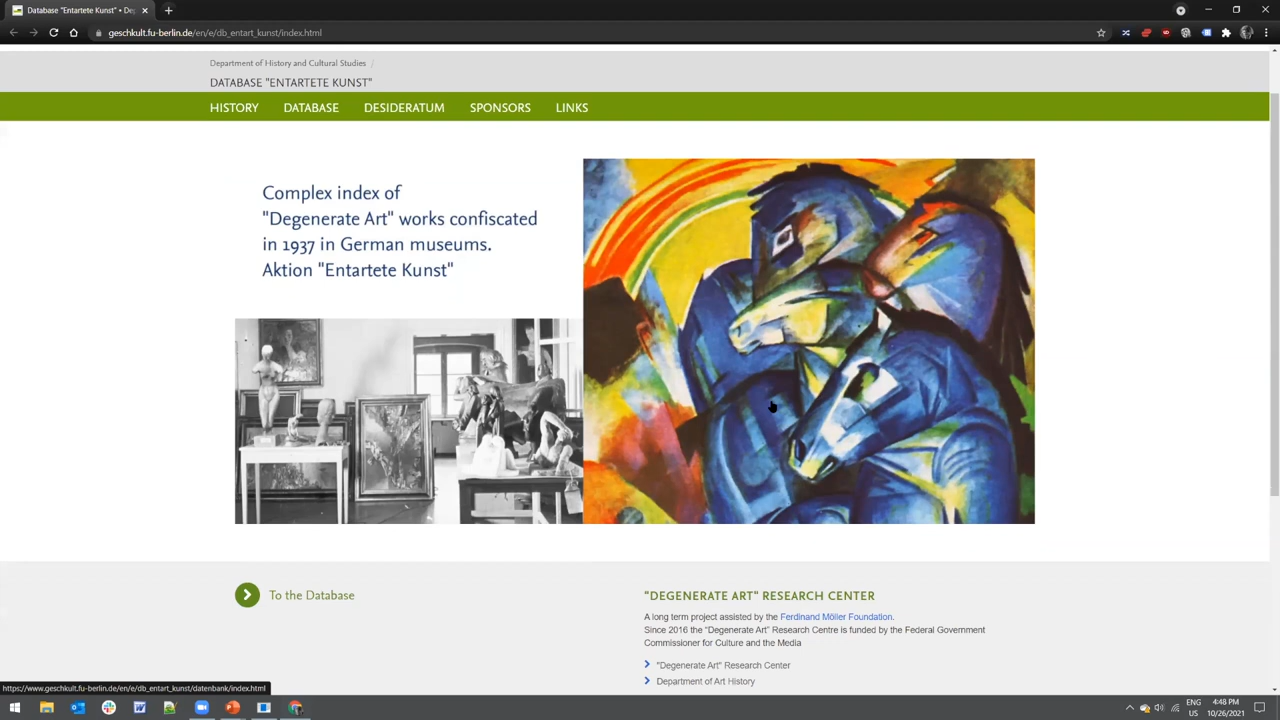 Database "Entartete Kunst" • De
geschkult.fu-berlin.de/en/e/db_entart_kunst/index.html
Department of History and Cultural Studies /
DATABASE "ENTARTETE KUNST"
HISTORY DATABASE DESIDERATUM SPONSORS LINKS
Complex index of
"Degenerate Art" works confiscated
in 1937 in German museums.
Aktion "Entartete Kunst"
To the Database
"DEGENERATE ART" RESEARCH CENTER
A long term project assisted by the Ferdinand Möller Foundation.
Since 2016 the "Degenerate Art" Research Centre is funded by the Federal Government
Commissioner for Culture and the Media
"Degenerate Art" Research Center
Department of Art History
https://www.geschkult.fu-berlin.de/en/e/db_entart_kunst/datenbank/index.html
ENG
US
4:48 PM
10/26/2021